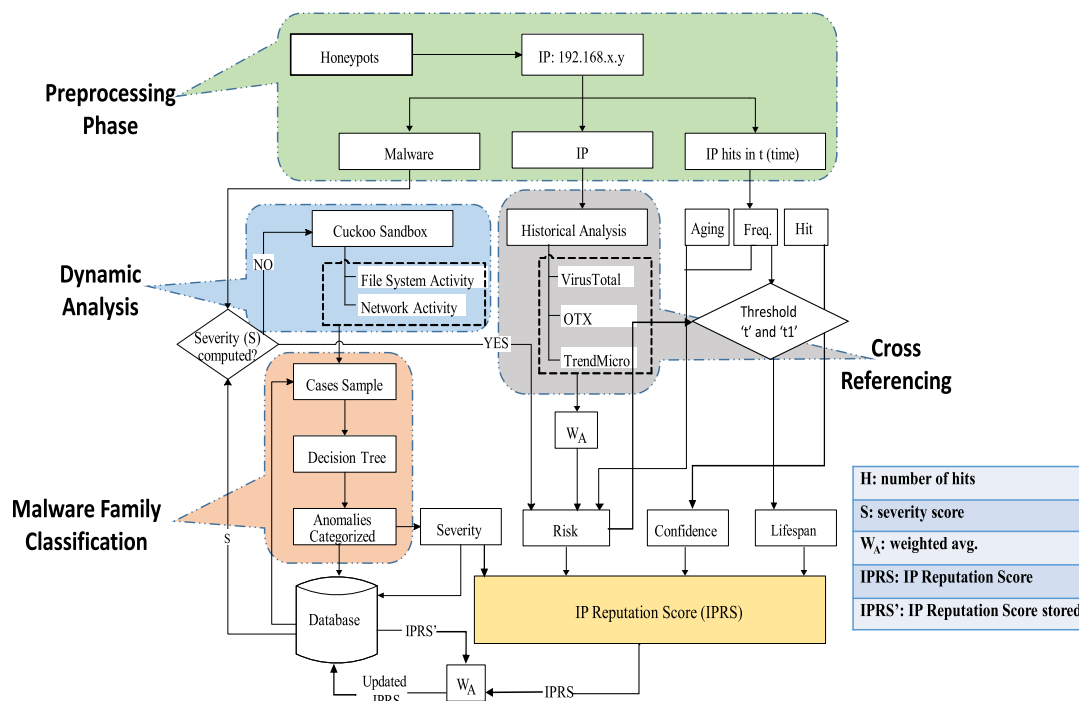 Honeypots
IP: 192.168.x.y
Preprocessing
Phase
Malware
IP
IP hits in t (time)
Cuckoo Sandbox
File System Activity
Network Activity
Dynamic
Analysis
NO
Historical Analysis
VirusTotal
OTX
TrendMicro
Aging
Freq.
Hit
Threshold
't' and 't1'
Cross
Referencing
Severity (S)
computed?
YES
Cases Sample
Decision Tree
Anomalies
Categorized
Malware Family
Classification
S
WA
Severity
Risk
Confidence
Lifespan
H: number of hits
S: severity score
WA: weighted avg.
IPRS: IP Reputation Score
IPRS': IP Reputation Score stored
Database
IP Reputation Score (IPRS)
IPRS'
WA
Updated
IPRS
IPRS